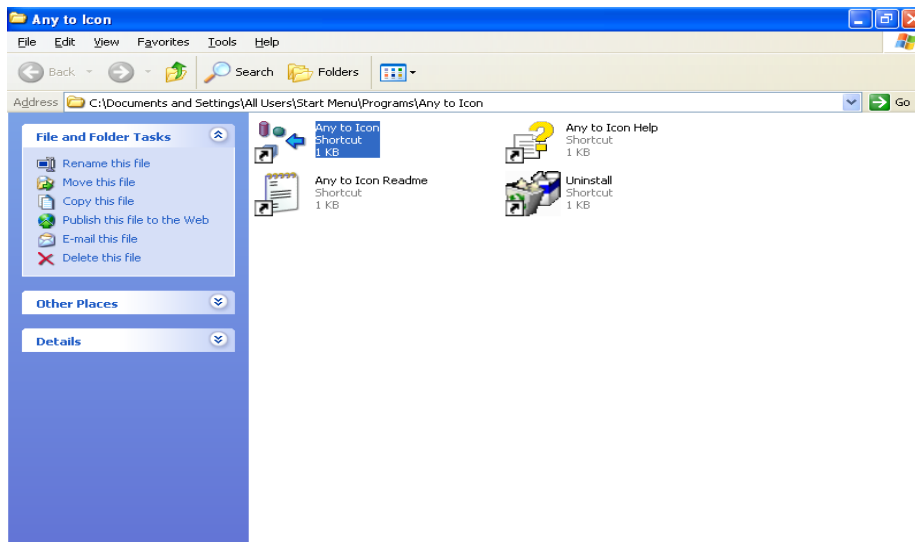 Any to Icon
File Edit View Favorites Tools Help
Back Search Folders
Address C:\Documents and Settings\All Users\Start Menu\Programs\Any to Icon Go
File and Folder Tasks
Rename this file
Move this file
Copy this file
Publish this file to the Web
E-mail this file
Delete this file
Other Places
Details
Any to Icon
Shortcut
1 KB
Any to Icon Help
Shortcut
1 KB
Any to Icon Readme
Shortcut
1 KB
Uninstall
Shortcut
1 KB